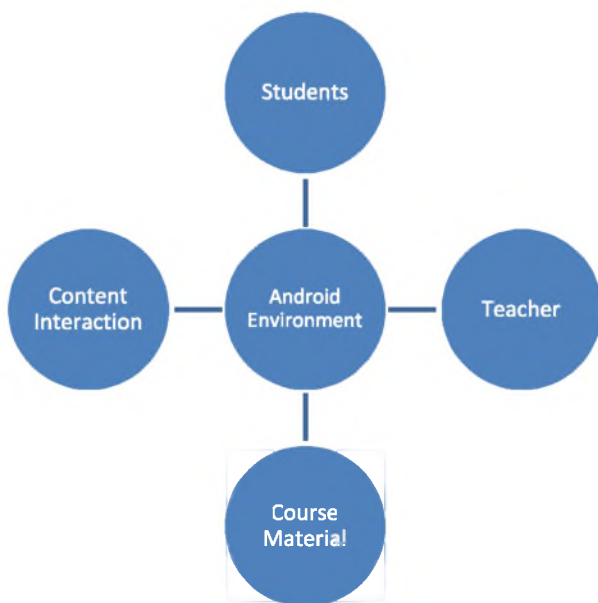 Students
Content
Interaction
Android
Environment
Teacher
Course
Material